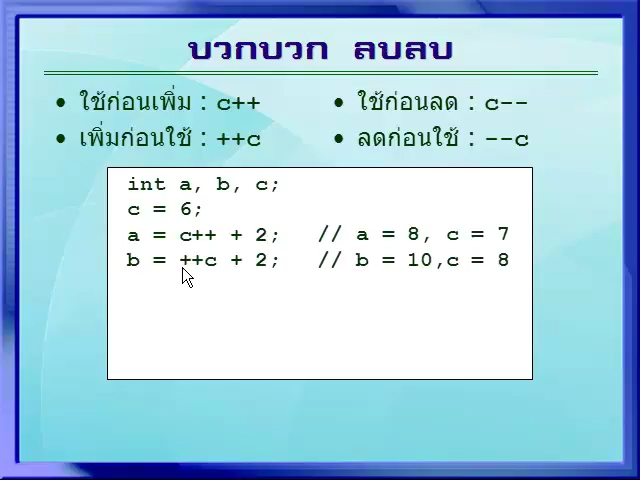 บวกบวก ลบลบ
• ใช้ก่อนเพิ่ม : c++
• เพิ่มก่อนใช้ : ++c
• ใช้ก่อนลด : c--
• ลดก่อนใช้ : --c
int a, b, c;
c = 6;
a = c++ + 2; // a = 8, c = 7
b = ++c + 2; // b = 10,c = 8